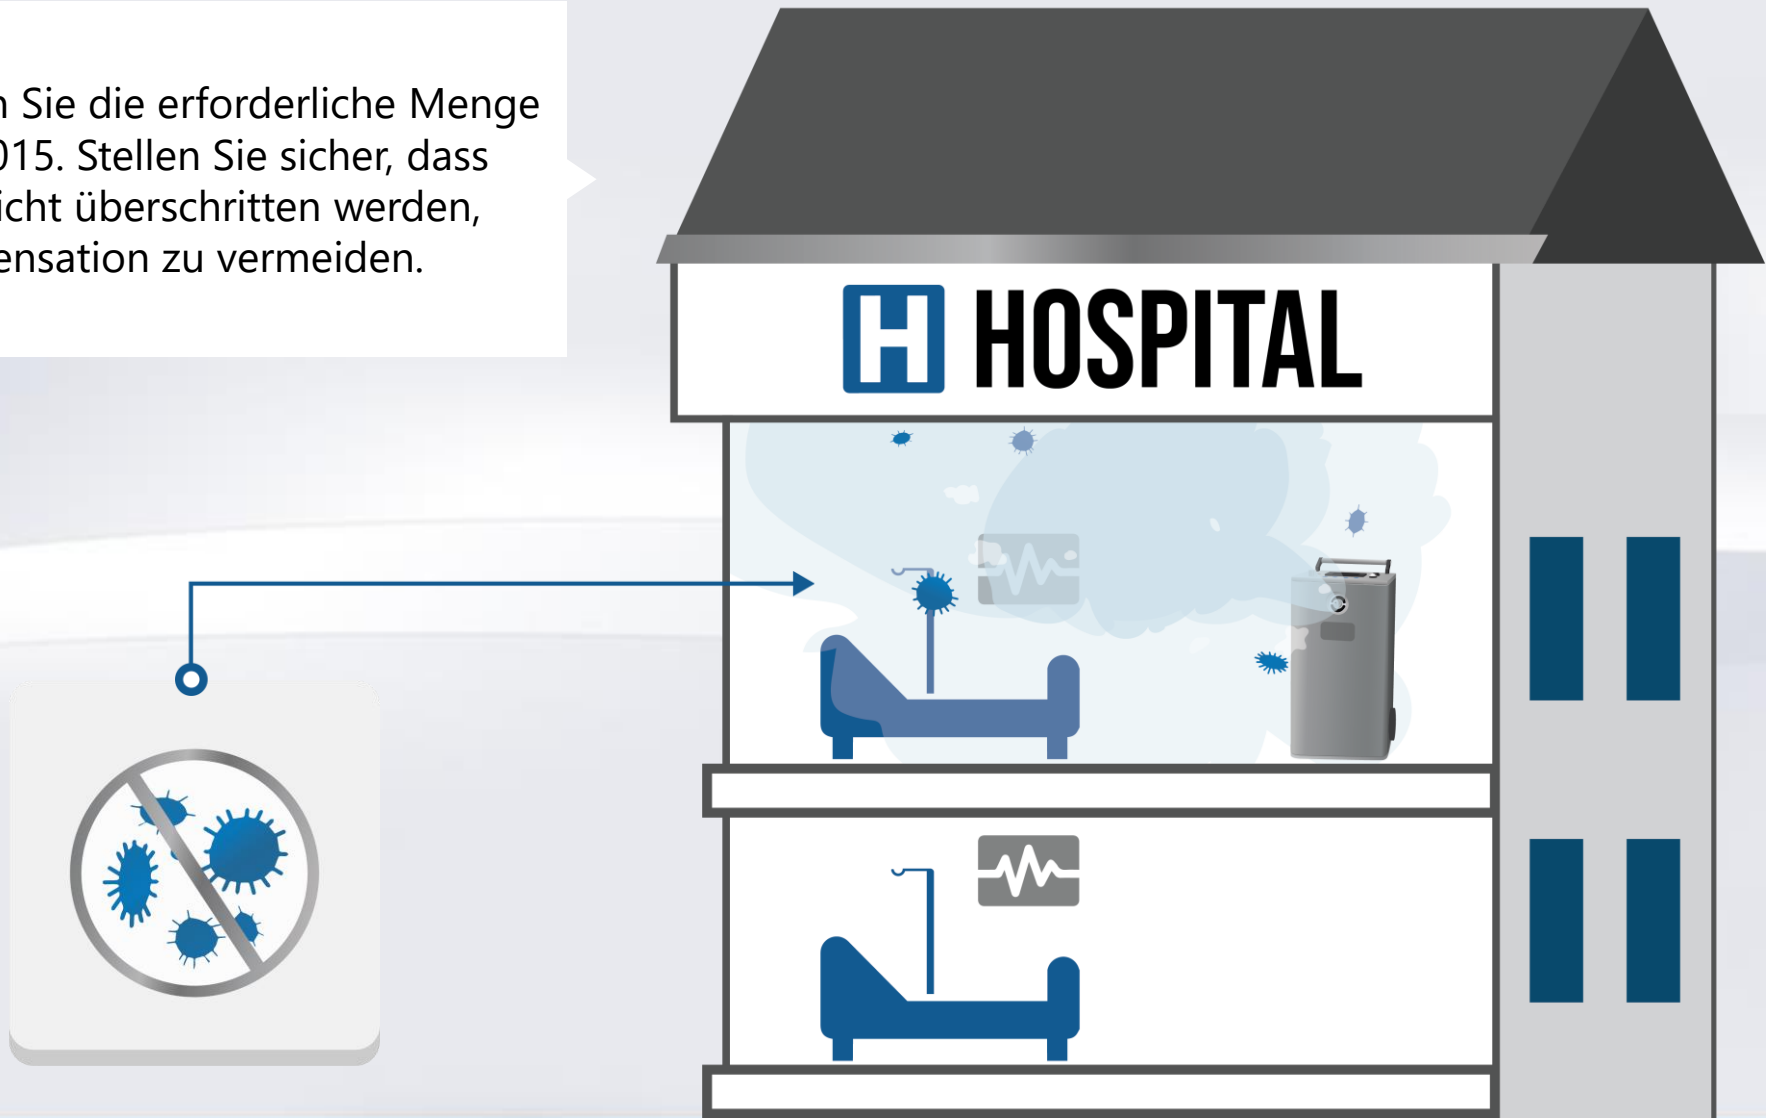 Sie die erforderliche Menge
015. Stellen Sie sicher, dass
icht überschritten werden,
ensation zu vermeiden.
H HOSPITAL